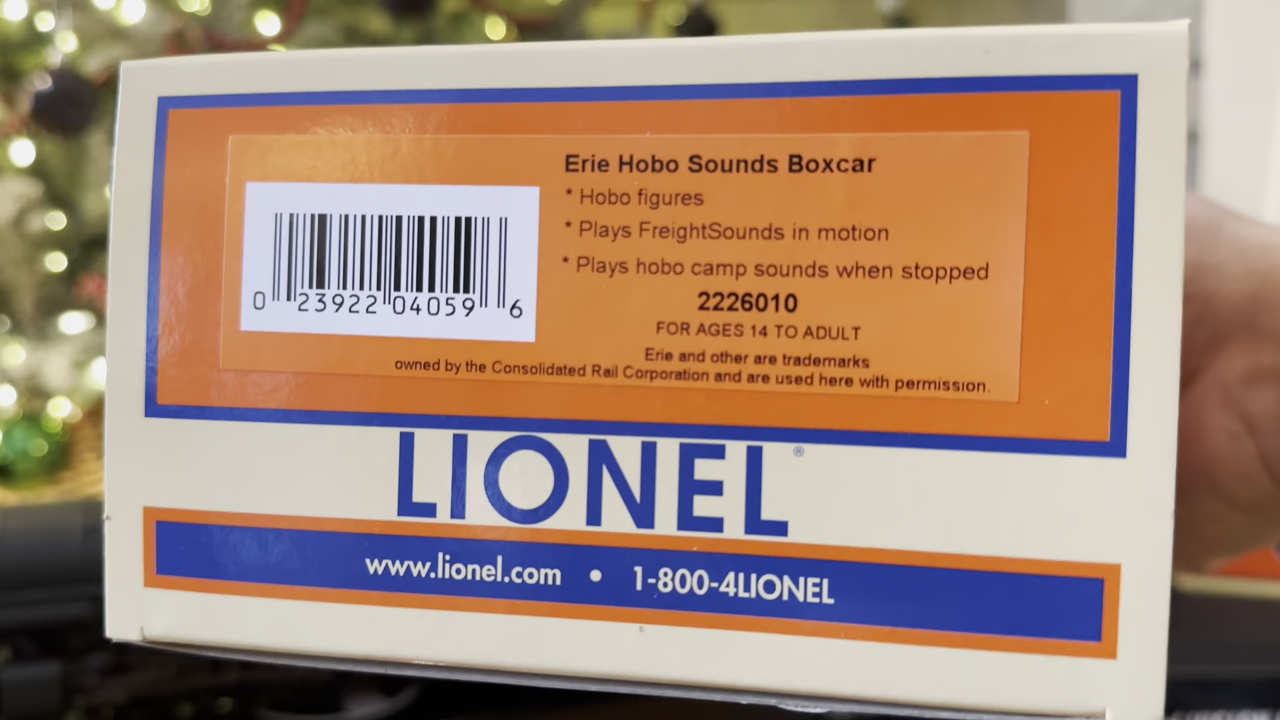 Erie Hobo Sounds Boxcar
* Hobo figures
* Plays FreightSounds in motion
* Plays hobo camp sounds when stopped
2226010
FOR AGES 14 TO ADULT
Erie and other are trademarks
owned by the Consolidated Rail Corporation and are used here with permission.
0 23922 04059 6
LIONEL®
www.lionel.com • 1-800-4LIONEL